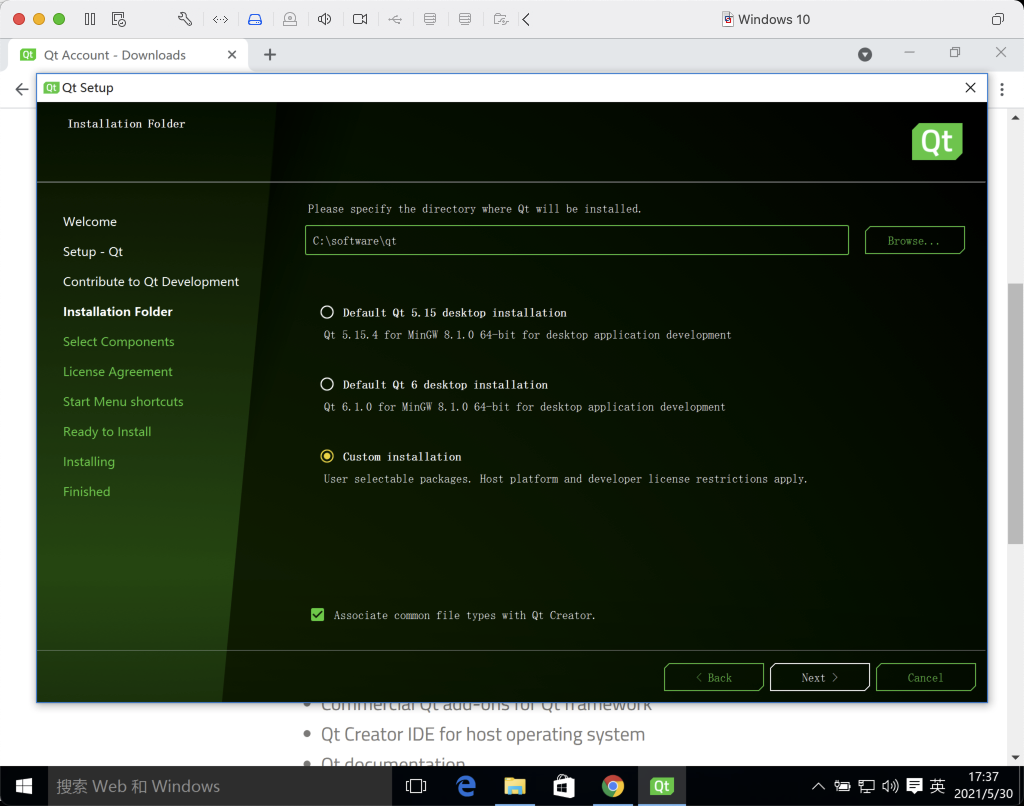 Windows 10
Qt Qt Account - Downloads
Qt Qt Setup
Installation Folder
Qt
Welcome
Setup - Qt
Contribute to Qt Development
Installation Folder
Select Components
License Agreement
Start Menu shortcuts
Ready to Install
Installing
Finished
Please specify the directory where Qt will be installed.
C:\software\qt
Browse...
Default Qt 5.15 desktop installation
Qt 5.15.4 for MinGW 8.1.0 64-bit for desktop application development
Default Qt 6 desktop installation
Qt 6.1.0 for MinGW 8.1.0 64-bit for desktop application development
Custom installation
User selectable packages. Host platform and developer license restrictions apply.
Associate common file types with Qt Creator.
< Back
Next >
Cancel
Commercial Qt add-ons for Qt framework
Qt Creator IDE for host operating system
Qt documentation
搜索 Web 和 Windows
Qt
英
17:37
2021/5/30